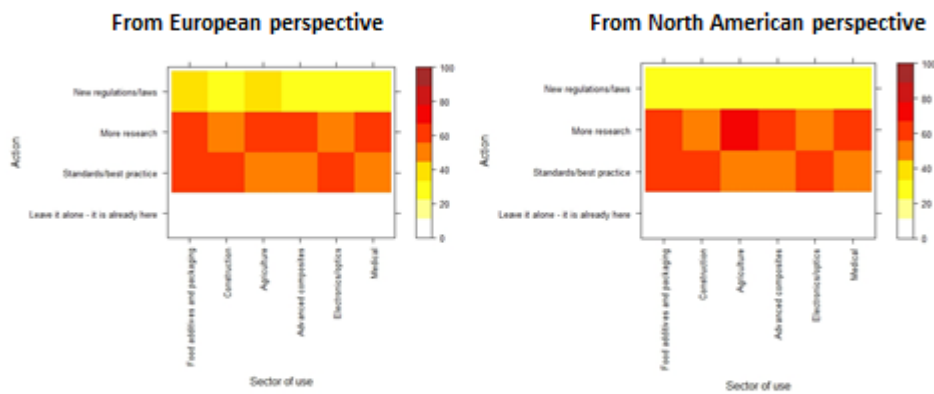 From European perspective
From North American perspective
New regulations/laws
More research
Standards/best practice
Leave it alone - it is already here
Action
100
80
60
40
20
0
Food additives and packaging
Construction
Agriculture
Advanced composites
Electronics/optics
Medical
Sector of use
New regulations/laws
More research
Standards/best practice
Leave it alone - it is already here
Action
100
80
60
40
20
0
Food additives and packaging
Construction
Agriculture
Advanced composites
Electronics/optics
Medical
Sector of use